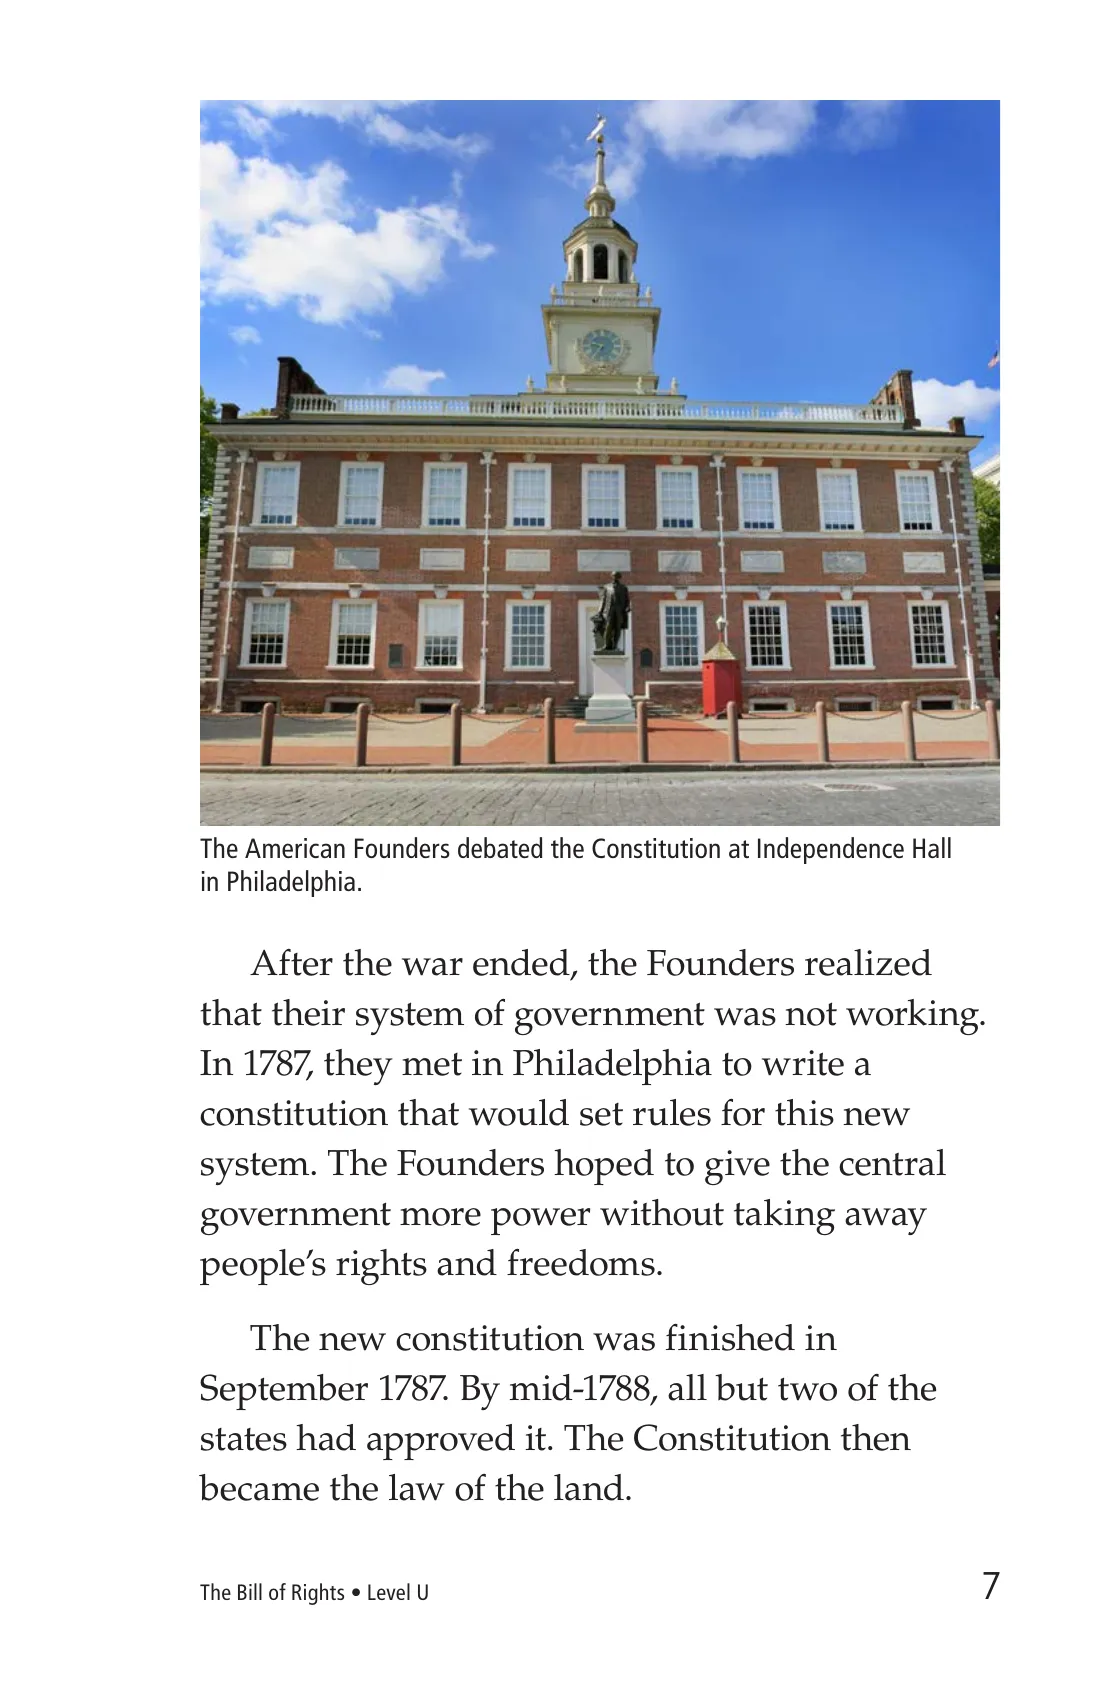 The American Founders debated the Constitution at Independence Hall
in Philadelphia.
After the war ended, the Founders realized
that their system of government was not working.
In 1787, they met in Philadelphia to write a
constitution that would set rules for this new
system. The Founders hoped to give the central
government more power without taking away
people’s rights and freedoms.
The new constitution was finished in
September 1787. By mid-1788, all but two of the
states had approved it. The Constitution then
became the law of the land.
The Bill of Rights • Level U
7